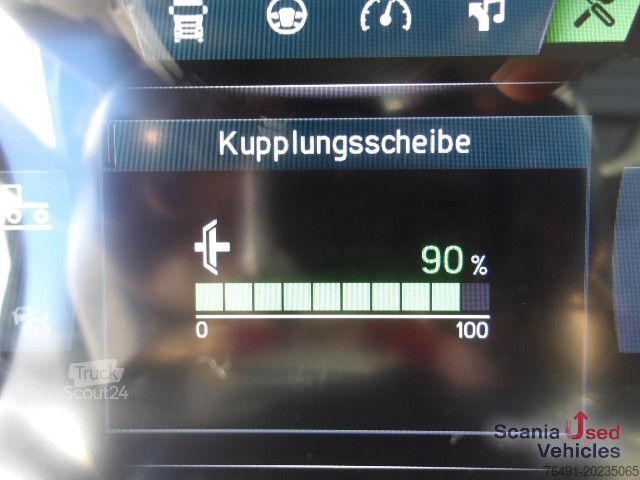 Kupplungsscheibe
90 %
0 100
Truck
Scout24
Scania Used
Vehicles
76491-20235065